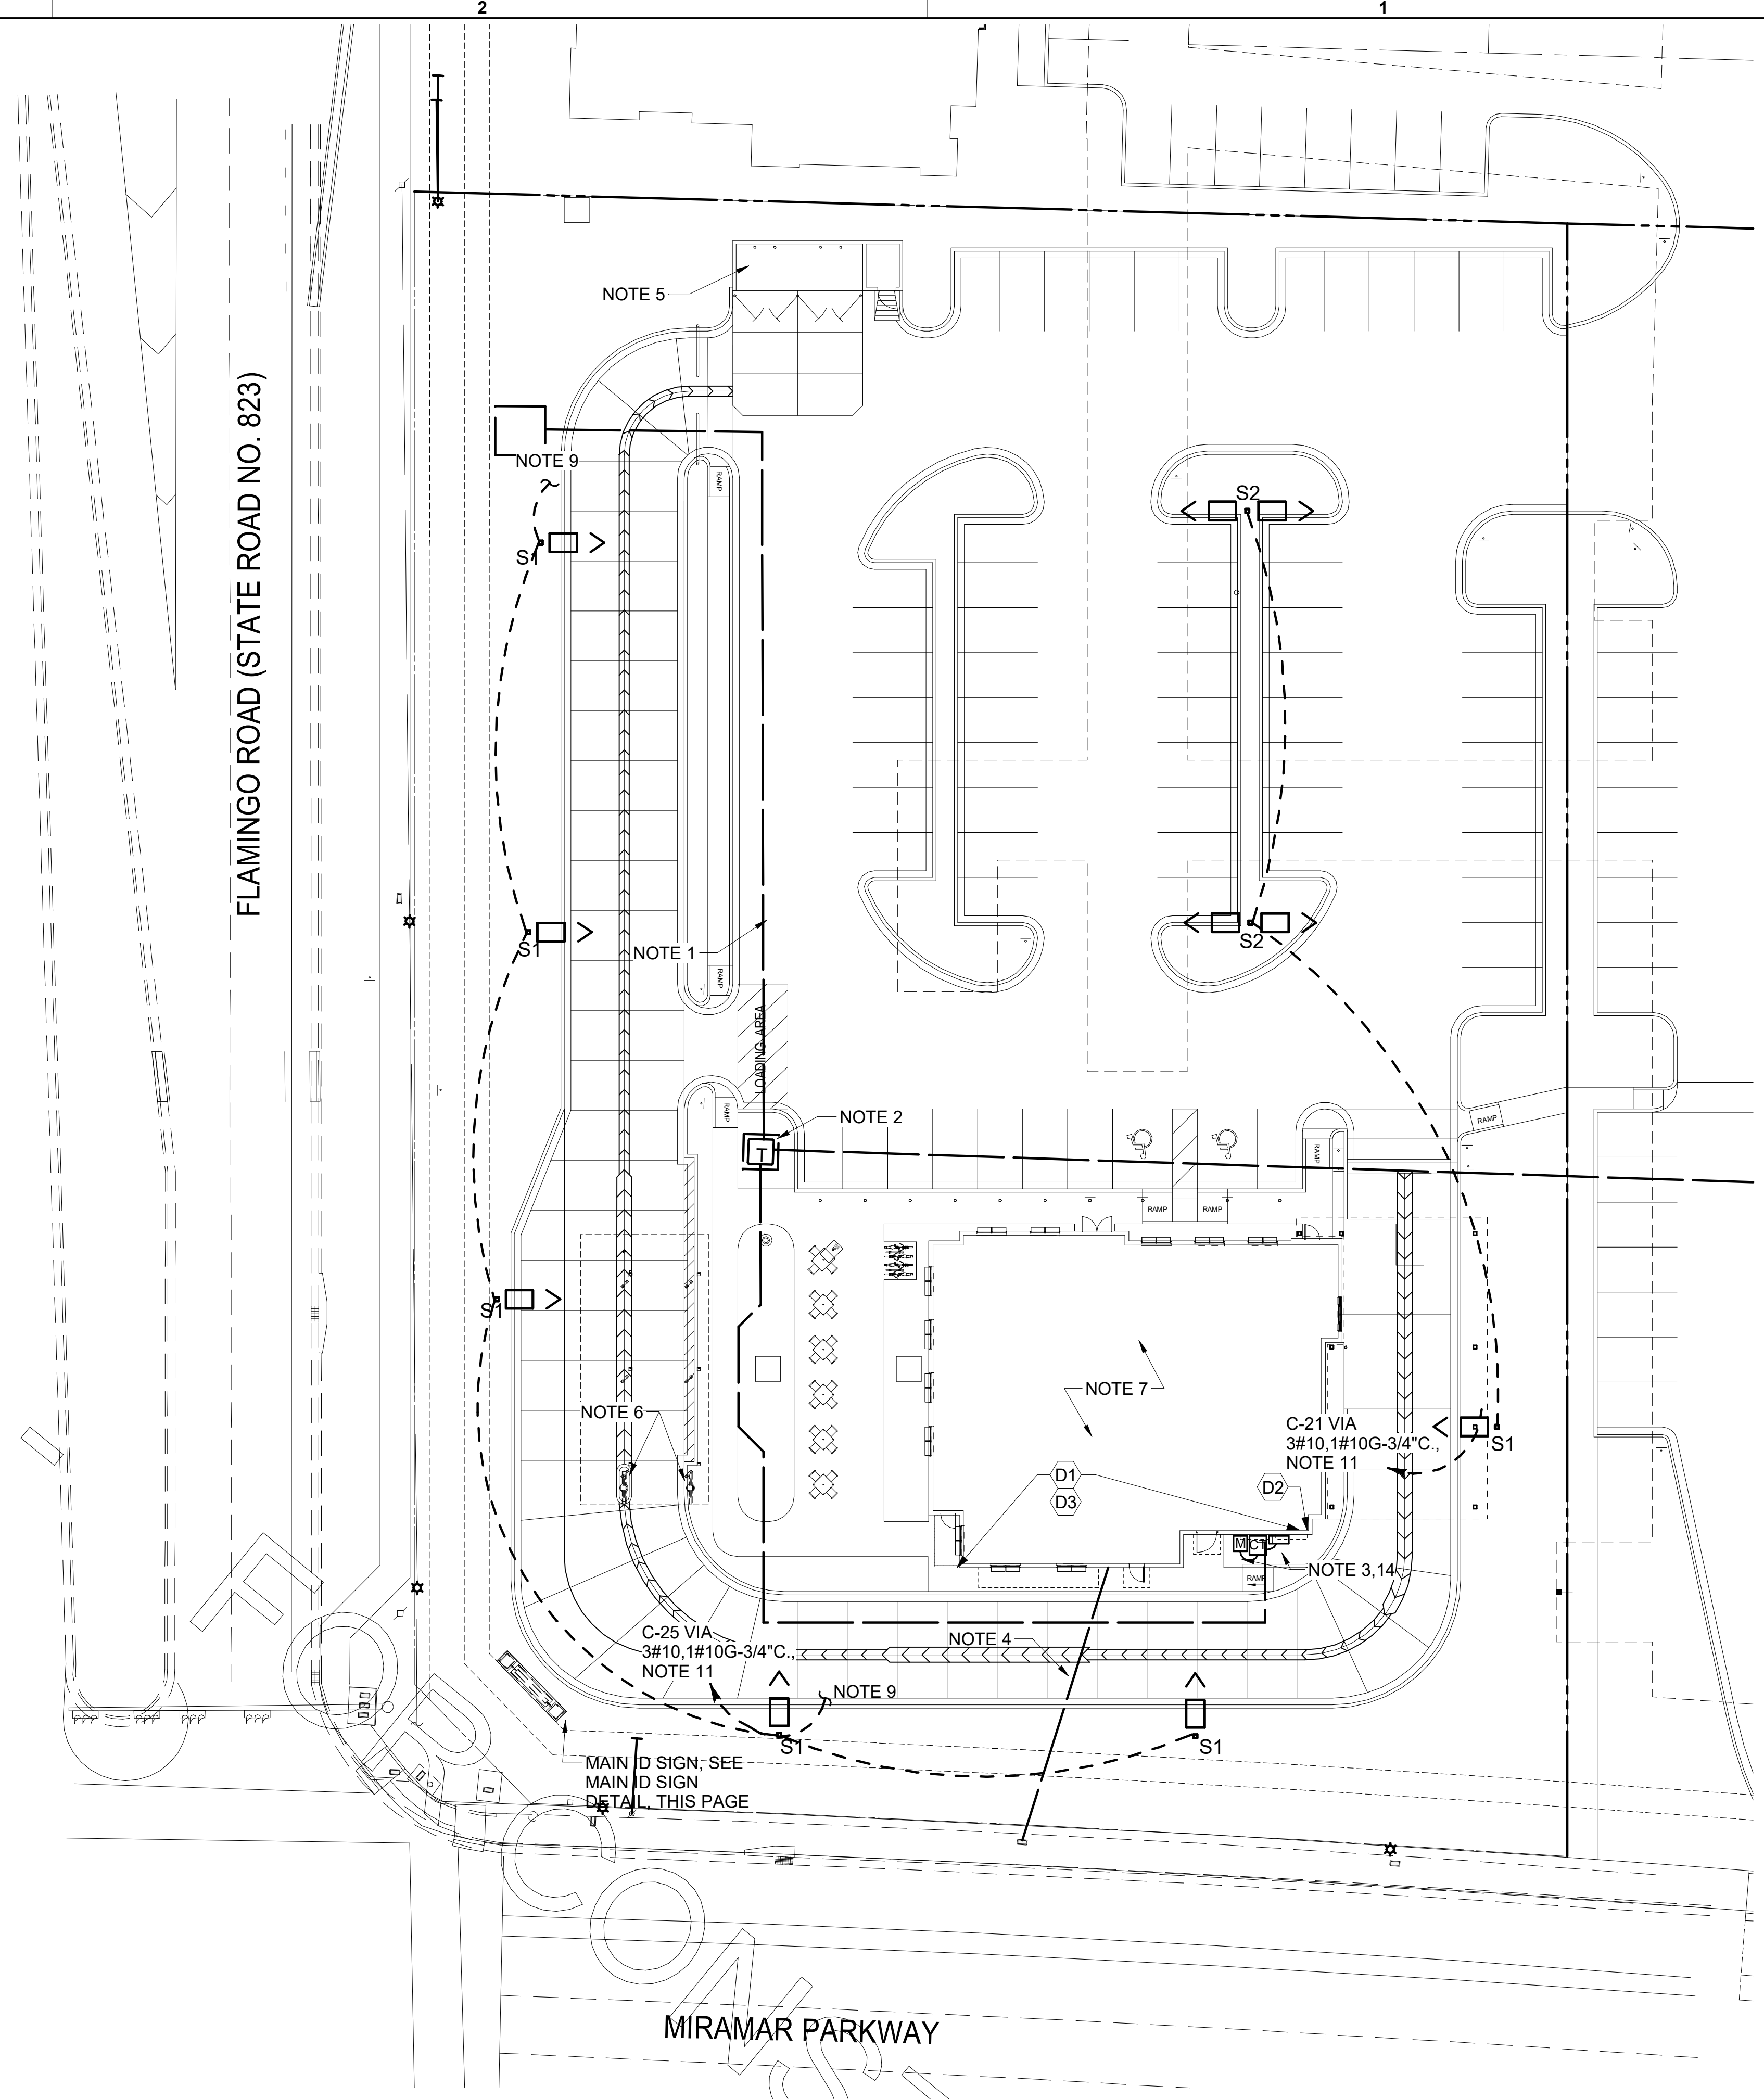 2
1
NOTE 5
FLAMINGO ROAD (STATE ROAD NO. 823)
NOTE 9
RAMP
S2
S1
S1
S2
NOTE 1
RAMP
LOADING AREA
RAMP
NOTE 2
T
RAMP
RAMP
RAMP
RAMP
S1
NOTE 7
NOTE 6
C-21 VIA
3#10,1#10G-3/4"C.,
NOTE 11
S1
D1
D3
D2
M
CT
NOTE 3,14
RAMP
C-25 VIA
3#10,1#10G-3/4"C.,
NOTE 11
NOTE 4
NOTE 9
S1
S1
MAIN ID SIGN, SEE
MAIN ID SIGN
DETAIL, THIS PAGE
MIRAMAR PARKWAY